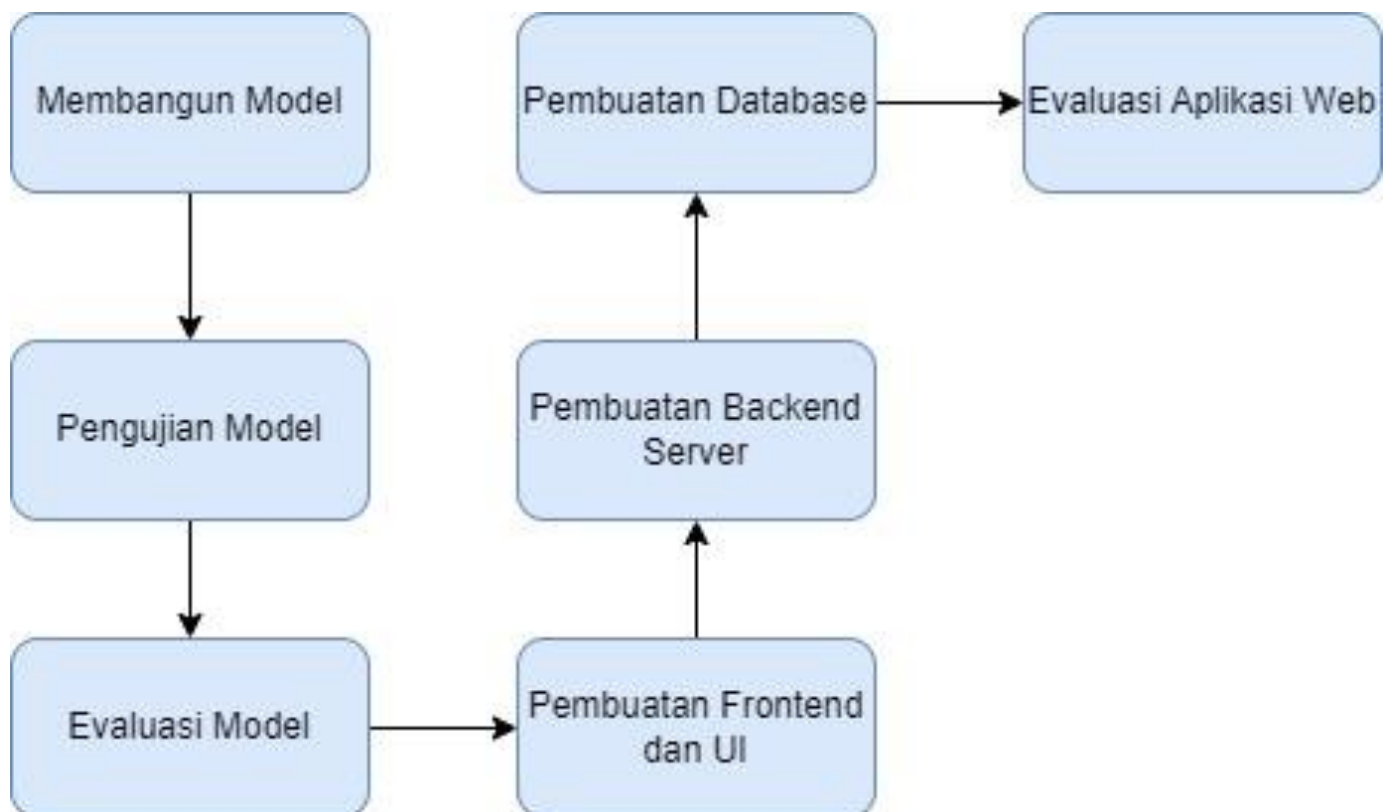 Membangun Model
Pengujian Model
Evaluasi Model
Pembuatan Frontend
dan UI
Pembuatan Backend
Server
Pembuatan Database
Evaluasi Aplikasi Web